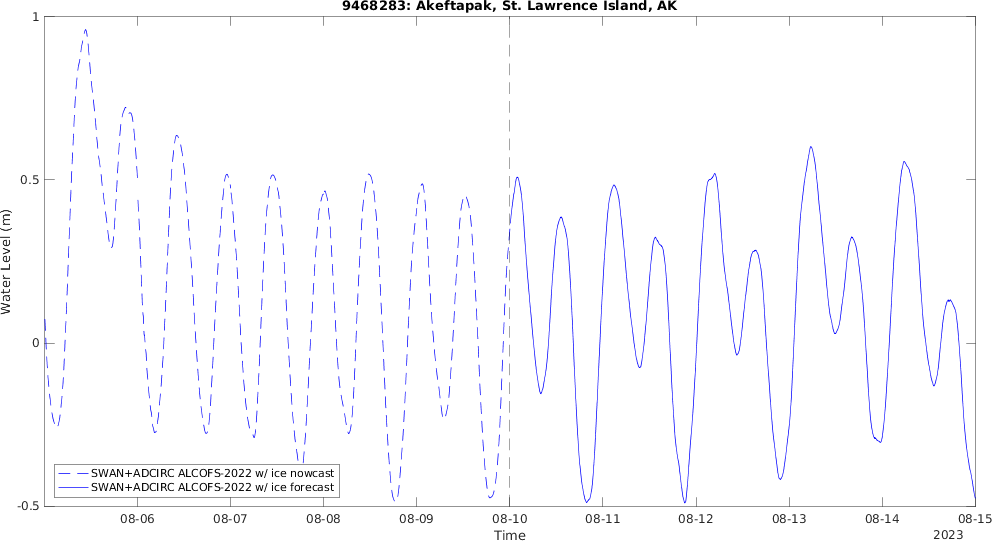 9468283: Akeftapak, St. Lawrence Island, AK
1
0.5
0
-0.5
Water Level (m)
SWAN+ADCIRC ALCOFS-2022 w/ ice nowcast
SWAN+ADCIRC ALCOFS-2022 w/ ice forecast
08-06 08-07 08-08 08-09 08-10 08-11 08-12 08-13 08-14 08-15
Time
2023